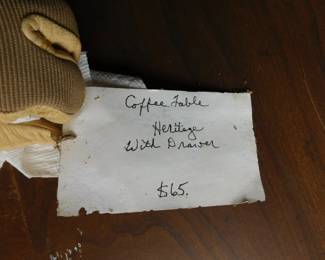 Coffee Table
Heritage
With Drawer
$65.